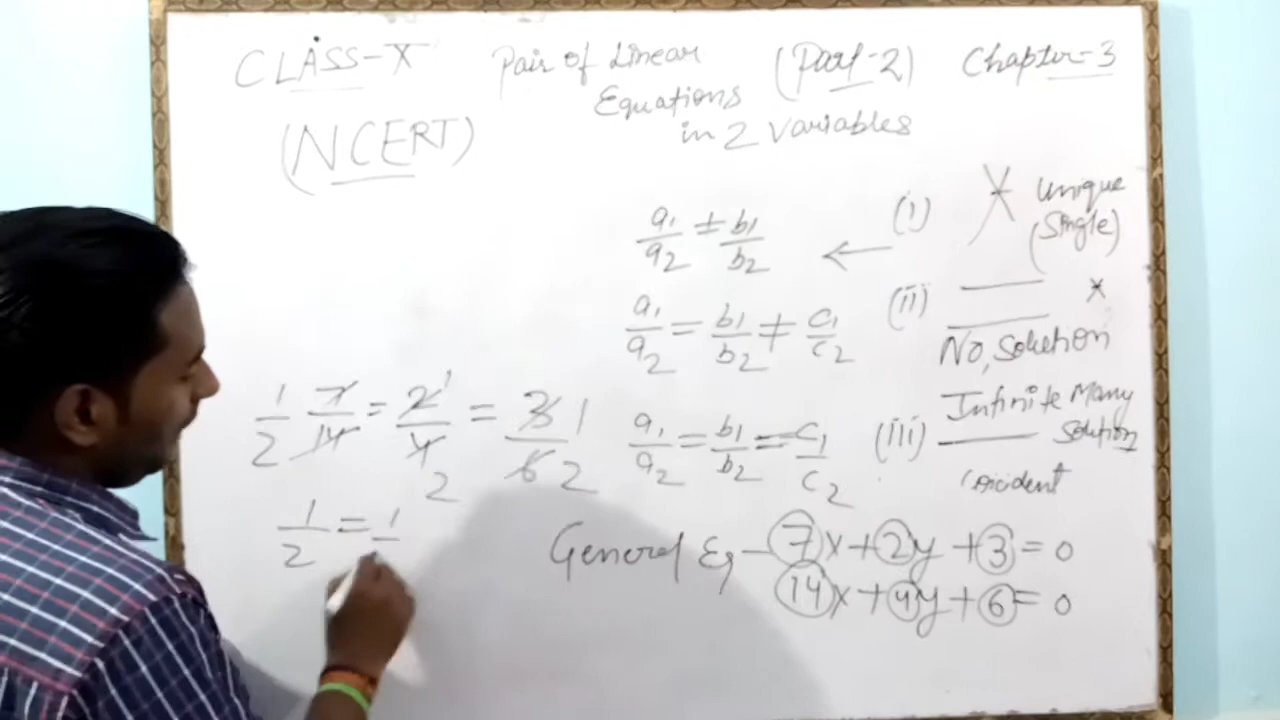 CLASS-X Pair of Linear (Part-2) Chapter-3
Equations
in 2 Variables
(NCERT)
a1/a2 ≠ b1/b2 ← (i) Unique
(Single)
a1/a2 = b1/b2 ≠ c1/c2 (ii)
No, Solution
Infinite Many
1/2 7/14 = 2/4 1 2 = 3/6 1 2 a1/a2 = b1/b2 = c1/c2 (iii) Solution
Coicident
1/2 = 1
General Eq – 7x + 2y + 3 = 0
14x + 4y + 6 = 0